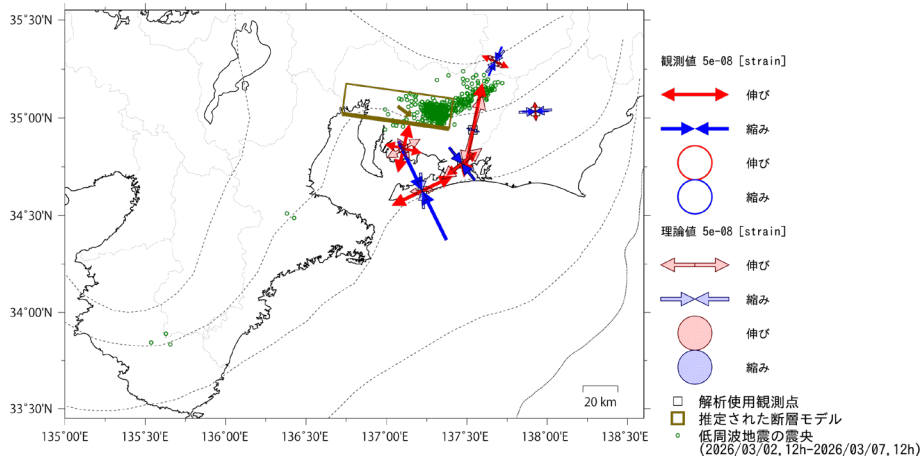 35°30'N
35°00'N
34°30'N
34°00'N
33°30'N
135°00'E
135°30'E
136°00'E
136°30'E
137°00'E
137°30'E
138°00'E
138°30'E
20 km
観測値 5e-08 [strain]
伸び
縮み
伸び
縮み
理論値 5e-08 [strain]
伸び
縮み
伸び
縮み
解析使用観測点
推定された断層モデル
低周波地震の震央
(2026/03/02,12h-2026/03/07,12h)